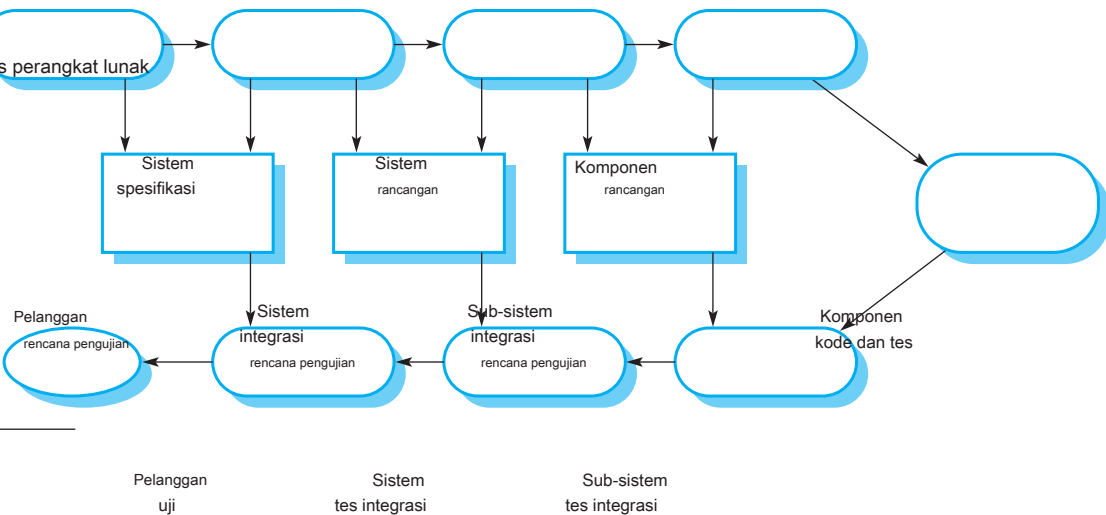 s perangkat lunak
Sistem
spesifikasi
Sistem
rancangan
Komponen
rancangan
Pelanggan
rencana pengujian
Sistem
integrasi
rencana pengujian
Sub-sistem
integrasi
rencana pengujian
Komponen
kode dan tes
Pelanggan
uji
Sistem
tes integrasi
Sub-sistem
tes integrasi